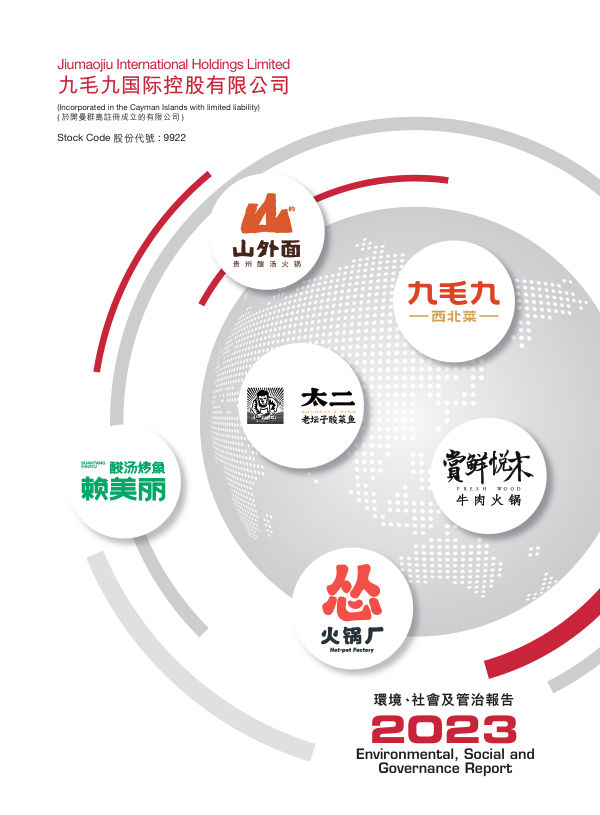 Jiumaojiu International Holdings Limited
九毛九国际控股有限公司
(Incorporated in the Cayman Islands with limited liability)
(於開曼群島註冊成立的有限公司)
Stock Code 股份代號 : 9922
山的
山外面
贵州酸汤火锅
九毛九
西北菜
太二
老坛子酸菜鱼
SUANTANG
KAOYU
酸汤烤魚
赖美丽
賞鮮悦木
FRESH WOOD
牛肉火锅
怂
火锅厂
Hot-pot Factory
環境、社會及管治報告
2023
Environmental, Social and
Governance Report